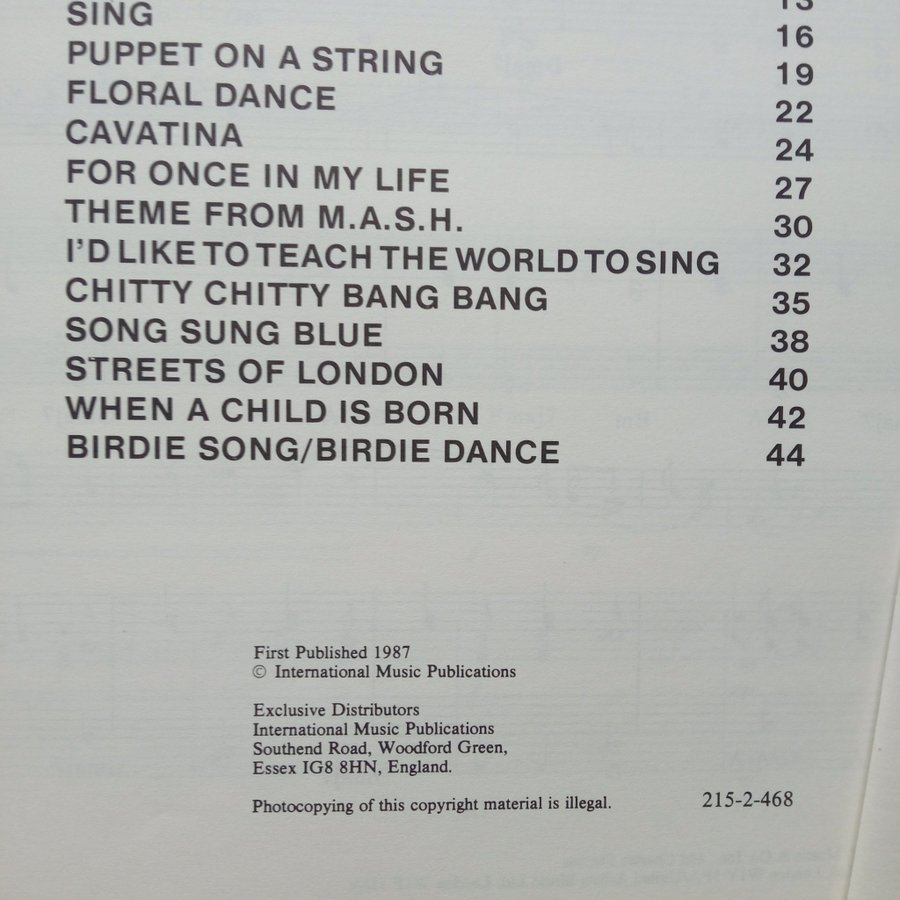 13
SING 16
PUPPET ON A STRING 19
FLORAL DANCE 22
CAVATINA 24
FOR ONCE IN MY LIFE 27
THEME FROM M.A.S.H. 30
I'D LIKE TO TEACH THE WORLD TO SING 32
CHITTY CHITTY BANG BANG 35
SONG SUNG BLUE 38
STREETS OF LONDON 40
WHEN A CHILD IS BORN 42
BIRDIE SONG/BIRDIE DANCE 44
First Published 1987
© International Music Publications
Exclusive Distributors
International Music Publications
Southend Road, Woodford Green,
Essex IG8 8HN, England.
Photocopying of this copyright material is illegal. 215-2-468